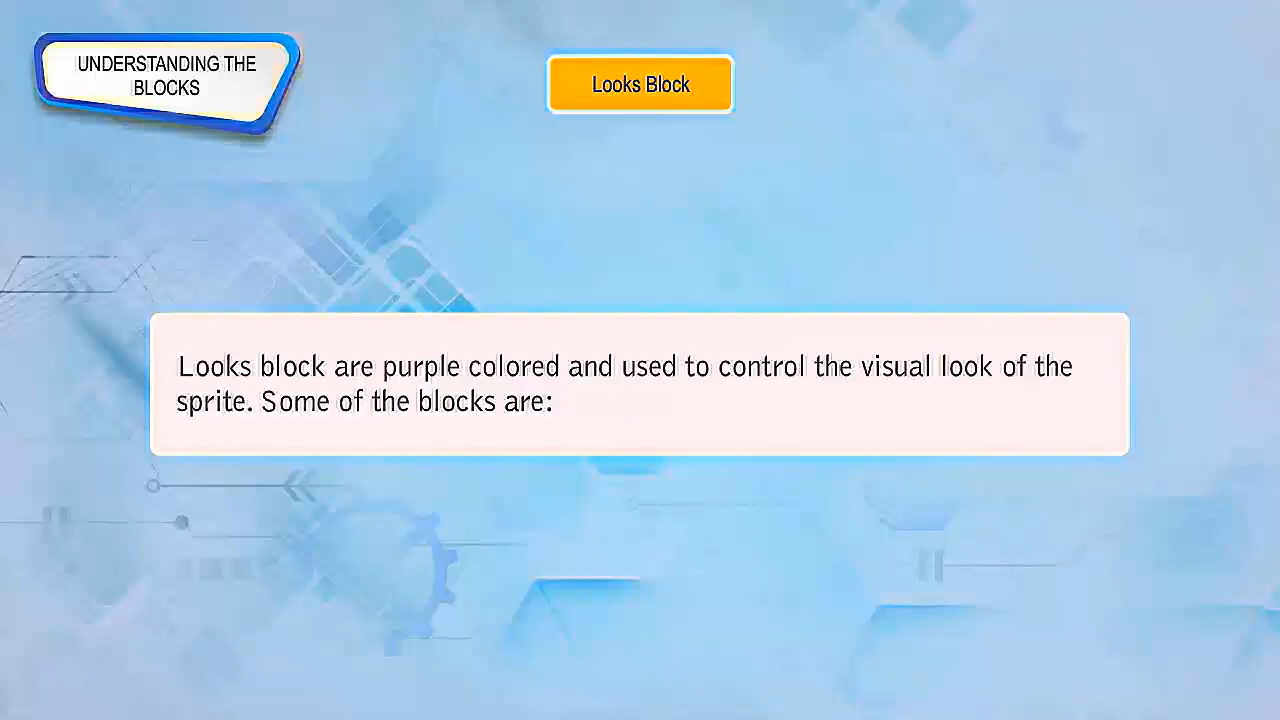 UNDERSTANDING THE
BLOCKS
Looks Block
Looks block are purple colored and used to control the visual look of the
sprite. Some of the blocks are: